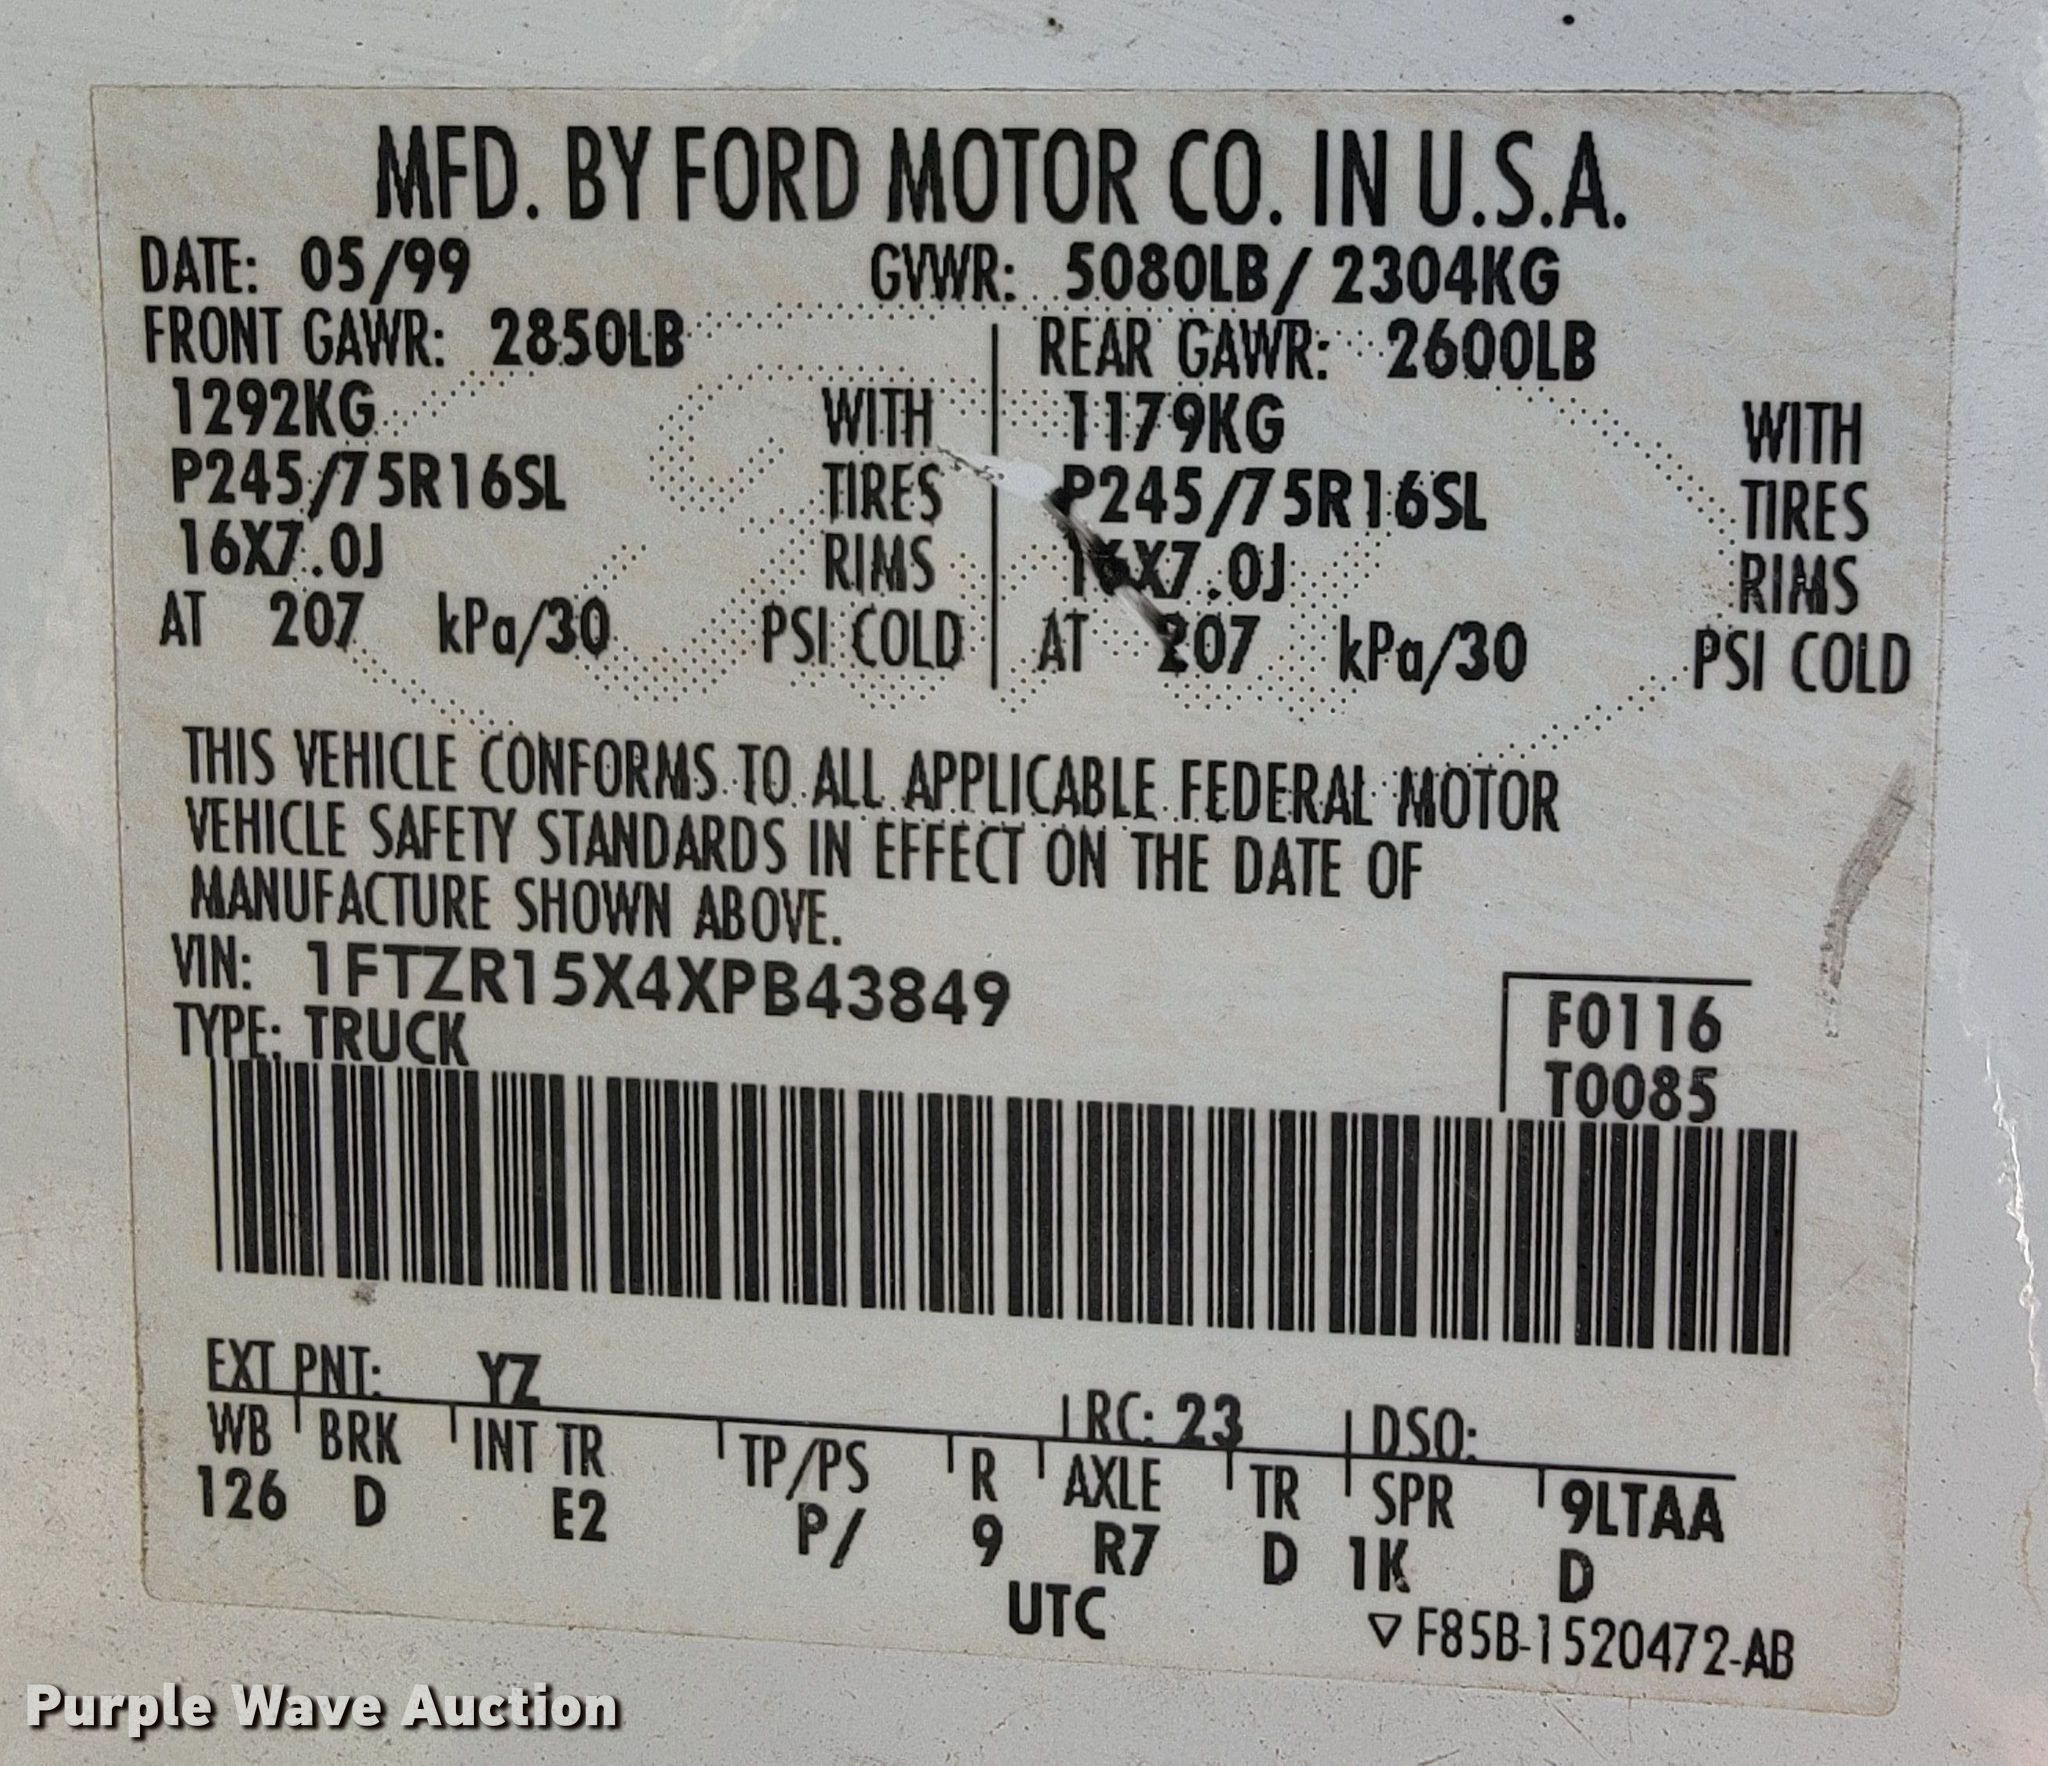 MFD. BY FORD MOTOR CO. IN U.S.A.
DATE: 05/99 GVWR: 5080LB/ 2304KG
FRONT GAWR: 2850LB REAR GAWR: 2600LB
1292KG WITH 1179KG WITH
P245/75R16SL TIRES P245/75R16SL TIRES
16X7.0J RIMS 16X7.0J RIMS
AT 207 kPa/30 PSI COLD AT 207 kPa/30 PSI COLD
THIS VEHICLE CONFORMS TO ALL APPLICABLE FEDERAL MOTOR
VEHICLE SAFETY STANDARDS IN EFFECT ON THE DATE OF
MANUFACTURE SHOWN ABOVE.
VIN: 1FTZR15X4XPB43849
F0116
TYPE: TRUCK
T0085
EXT PNT: YZ RC: 23 DSO:
WB BRK INT TR TP/PS R AXLE TR SPR 9LTAA
126 D E2 P/ 9 R7 D 1K D
UTC
▽ F85B-1520472-AB
Purple Wave Auction